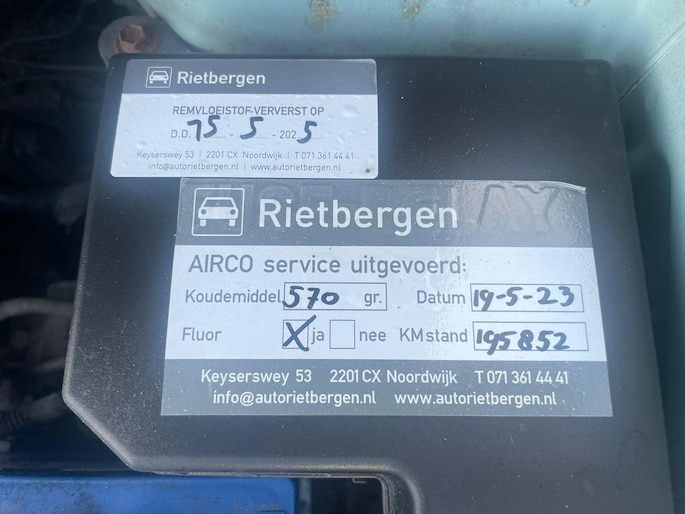 Rietbergen
REMVLOEISTOF VERVERST OP
D.D. 15 - 5 - 2025
Keyserswey 53 | 2201 CX Noordwijk | T 071 361 44 41
info@autorietbergen.nl | www.autorietbergen.nl
Rietbergen
AIRCO service uitgevoerd:
Koudemiddel 570 gr. Datum 19-5-23
Fluor X ja nee KM stand 195852
Keyserswey 53 2201 CX Noordwijk T 071 361 44 41
info@autorietbergen.nl www.autorietbergen.nl